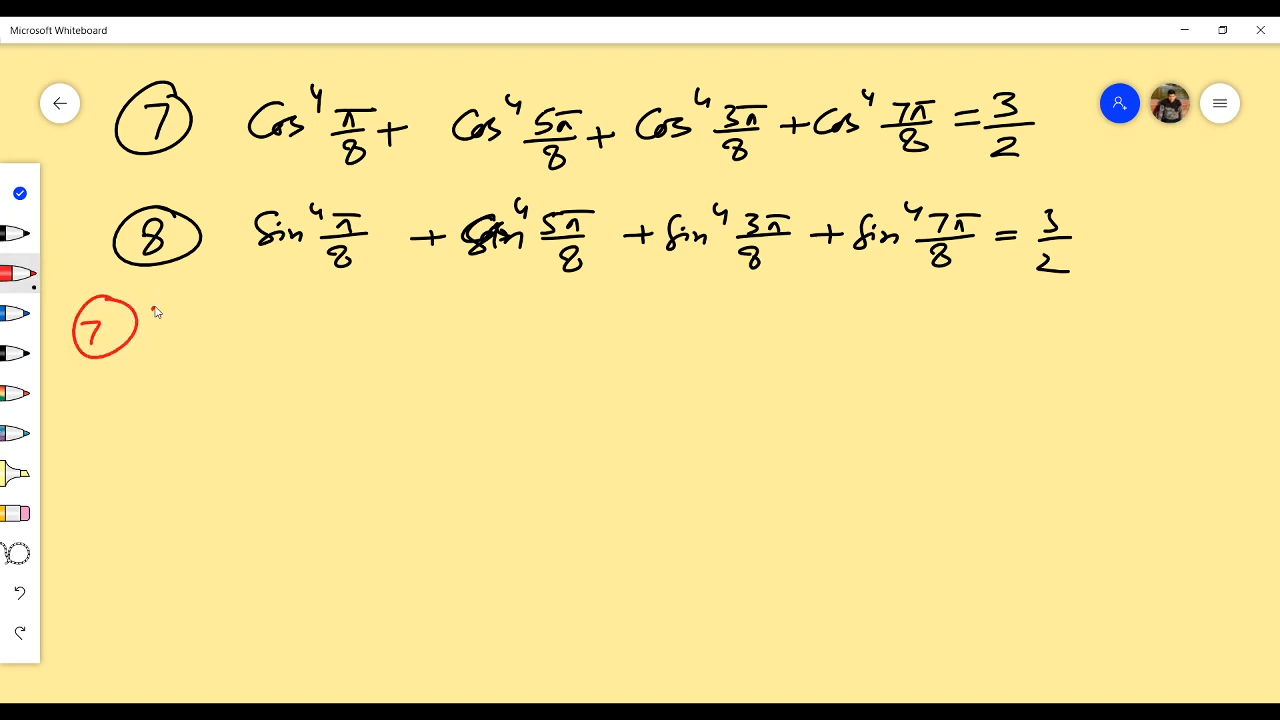 Microsoft Whiteboard
⑦ Cos⁴ π/8 + Cos⁴ 5π/8 + Cos⁴ 3π/8 + Cos⁴ 7π/8 = 3/2
⑧ Sin⁴ π/8 + Sin⁴ 5π/8 + Sin⁴ 3π/8 + Sin⁴ 7π/8 = 3/2
⑦